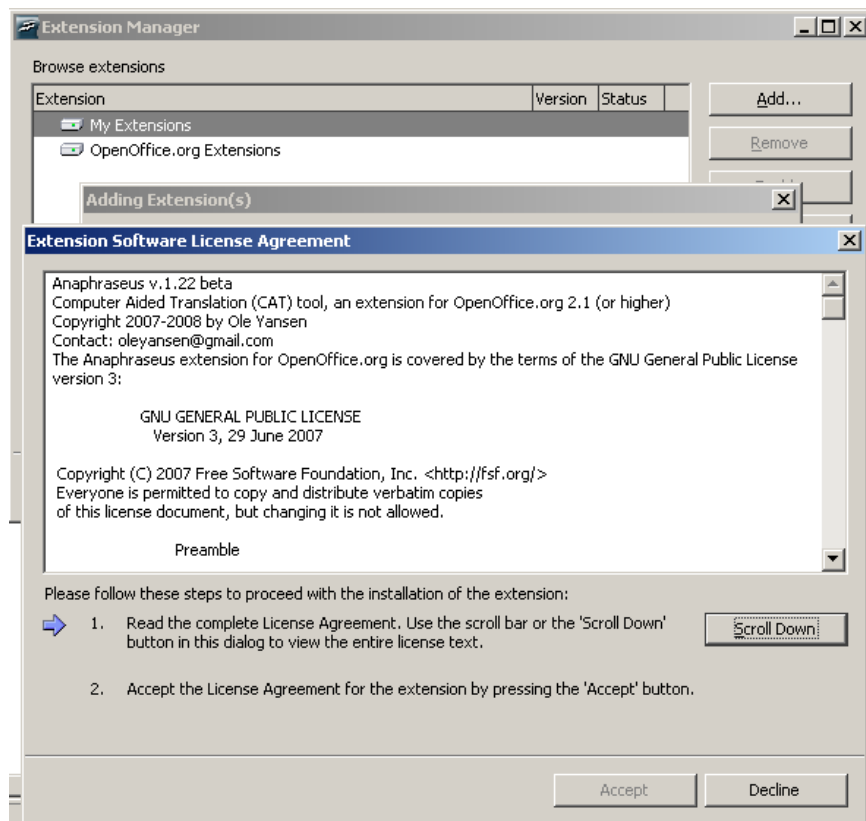 Extension Manager
Browse extensions
Extension Version Status
Add...
My Extensions
OpenOffice.org Extensions
Remove
Adding Extension(s)
Extension Software License Agreement
Anaphraseus v.1.22 beta
Computer Aided Translation (CAT) tool, an extension for OpenOffice.org 2.1 (or higher)
Copyright 2007-2008 by Ole Yansen
Contact: oleyansen@gmail.com
The Anaphraseus extension for OpenOffice.org is covered by the terms of the GNU General Public License
version 3:
GNU GENERAL PUBLIC LICENSE
Version 3, 29 June 2007
Copyright (C) 2007 Free Software Foundation, Inc. <http://fsf.org/>
Everyone is permitted to copy and distribute verbatim copies
of this license document, but changing it is not allowed.
Preamble
Please follow these steps to proceed with the installation of the extension:
1. Read the complete License Agreement. Use the scroll bar or the 'Scroll Down'
button in this dialog to view the entire license text.
Scroll Down
2. Accept the License Agreement for the extension by pressing the 'Accept' button.
Accept
Decline